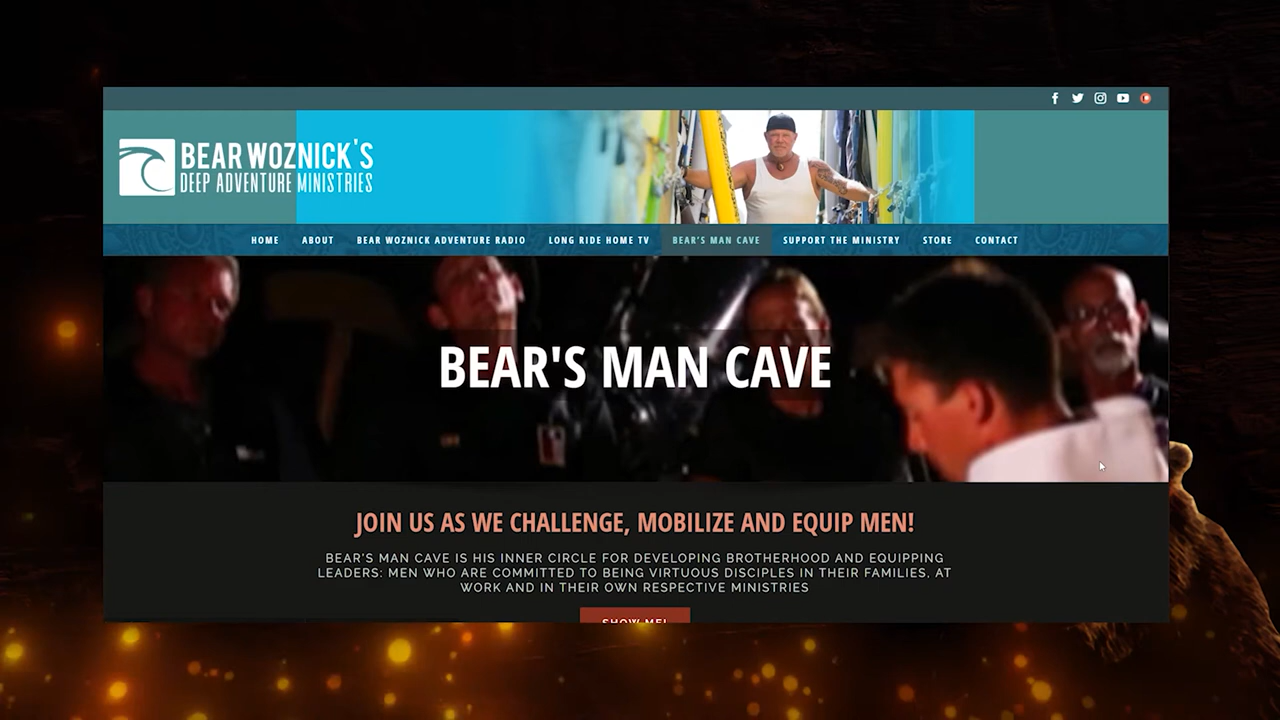 BEAR WOZNICK'S
DEEP ADVENTURE MINISTRIES
HOME ABOUT BEAR WOZNICK ADVENTURE RADIO LONG RIDE HOME TV BEAR'S MAN CAVE SUPPORT THE MINISTRY STORE CONTACT
BEAR'S MAN CAVE
JOIN US AS WE CHALLENGE, MOBILIZE AND EQUIP MEN!
BEAR'S MAN CAVE IS HIS INNER CIRCLE FOR DEVELOPING BROTHERHOOD AND EQUIPPING
LEADERS: MEN WHO ARE COMMITTED TO BEING VIRTUOUS DISCIPLES IN THEIR FAMILIES, AT
WORK AND IN THEIR OWN RESPECTIVE MINISTRIES
SHOW ME!